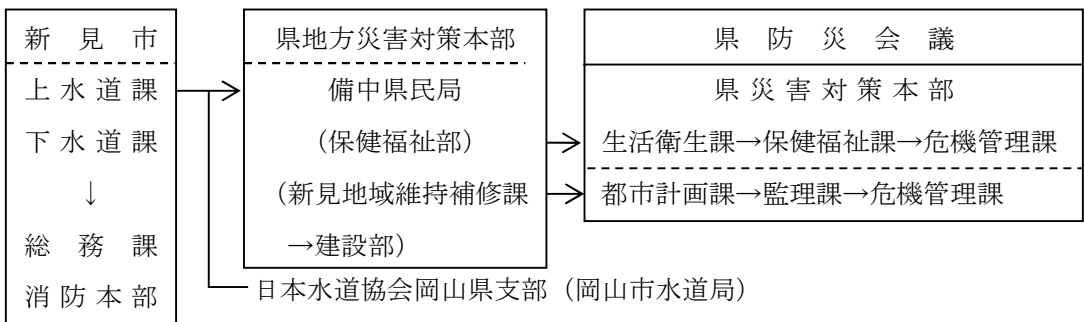 新見市
上水道課
下水道課
↓
総務課
消防本部
県地方災害対策本部
備中県民局
（保健福祉部）
（新見地域維持補修課
→建設部）
県防災会議
県災害対策本部
生活衛生課→保健福祉課→危機管理課
都市計画課→監理課→危機管理課
日本水道協会岡山県支部（岡山市水道局）